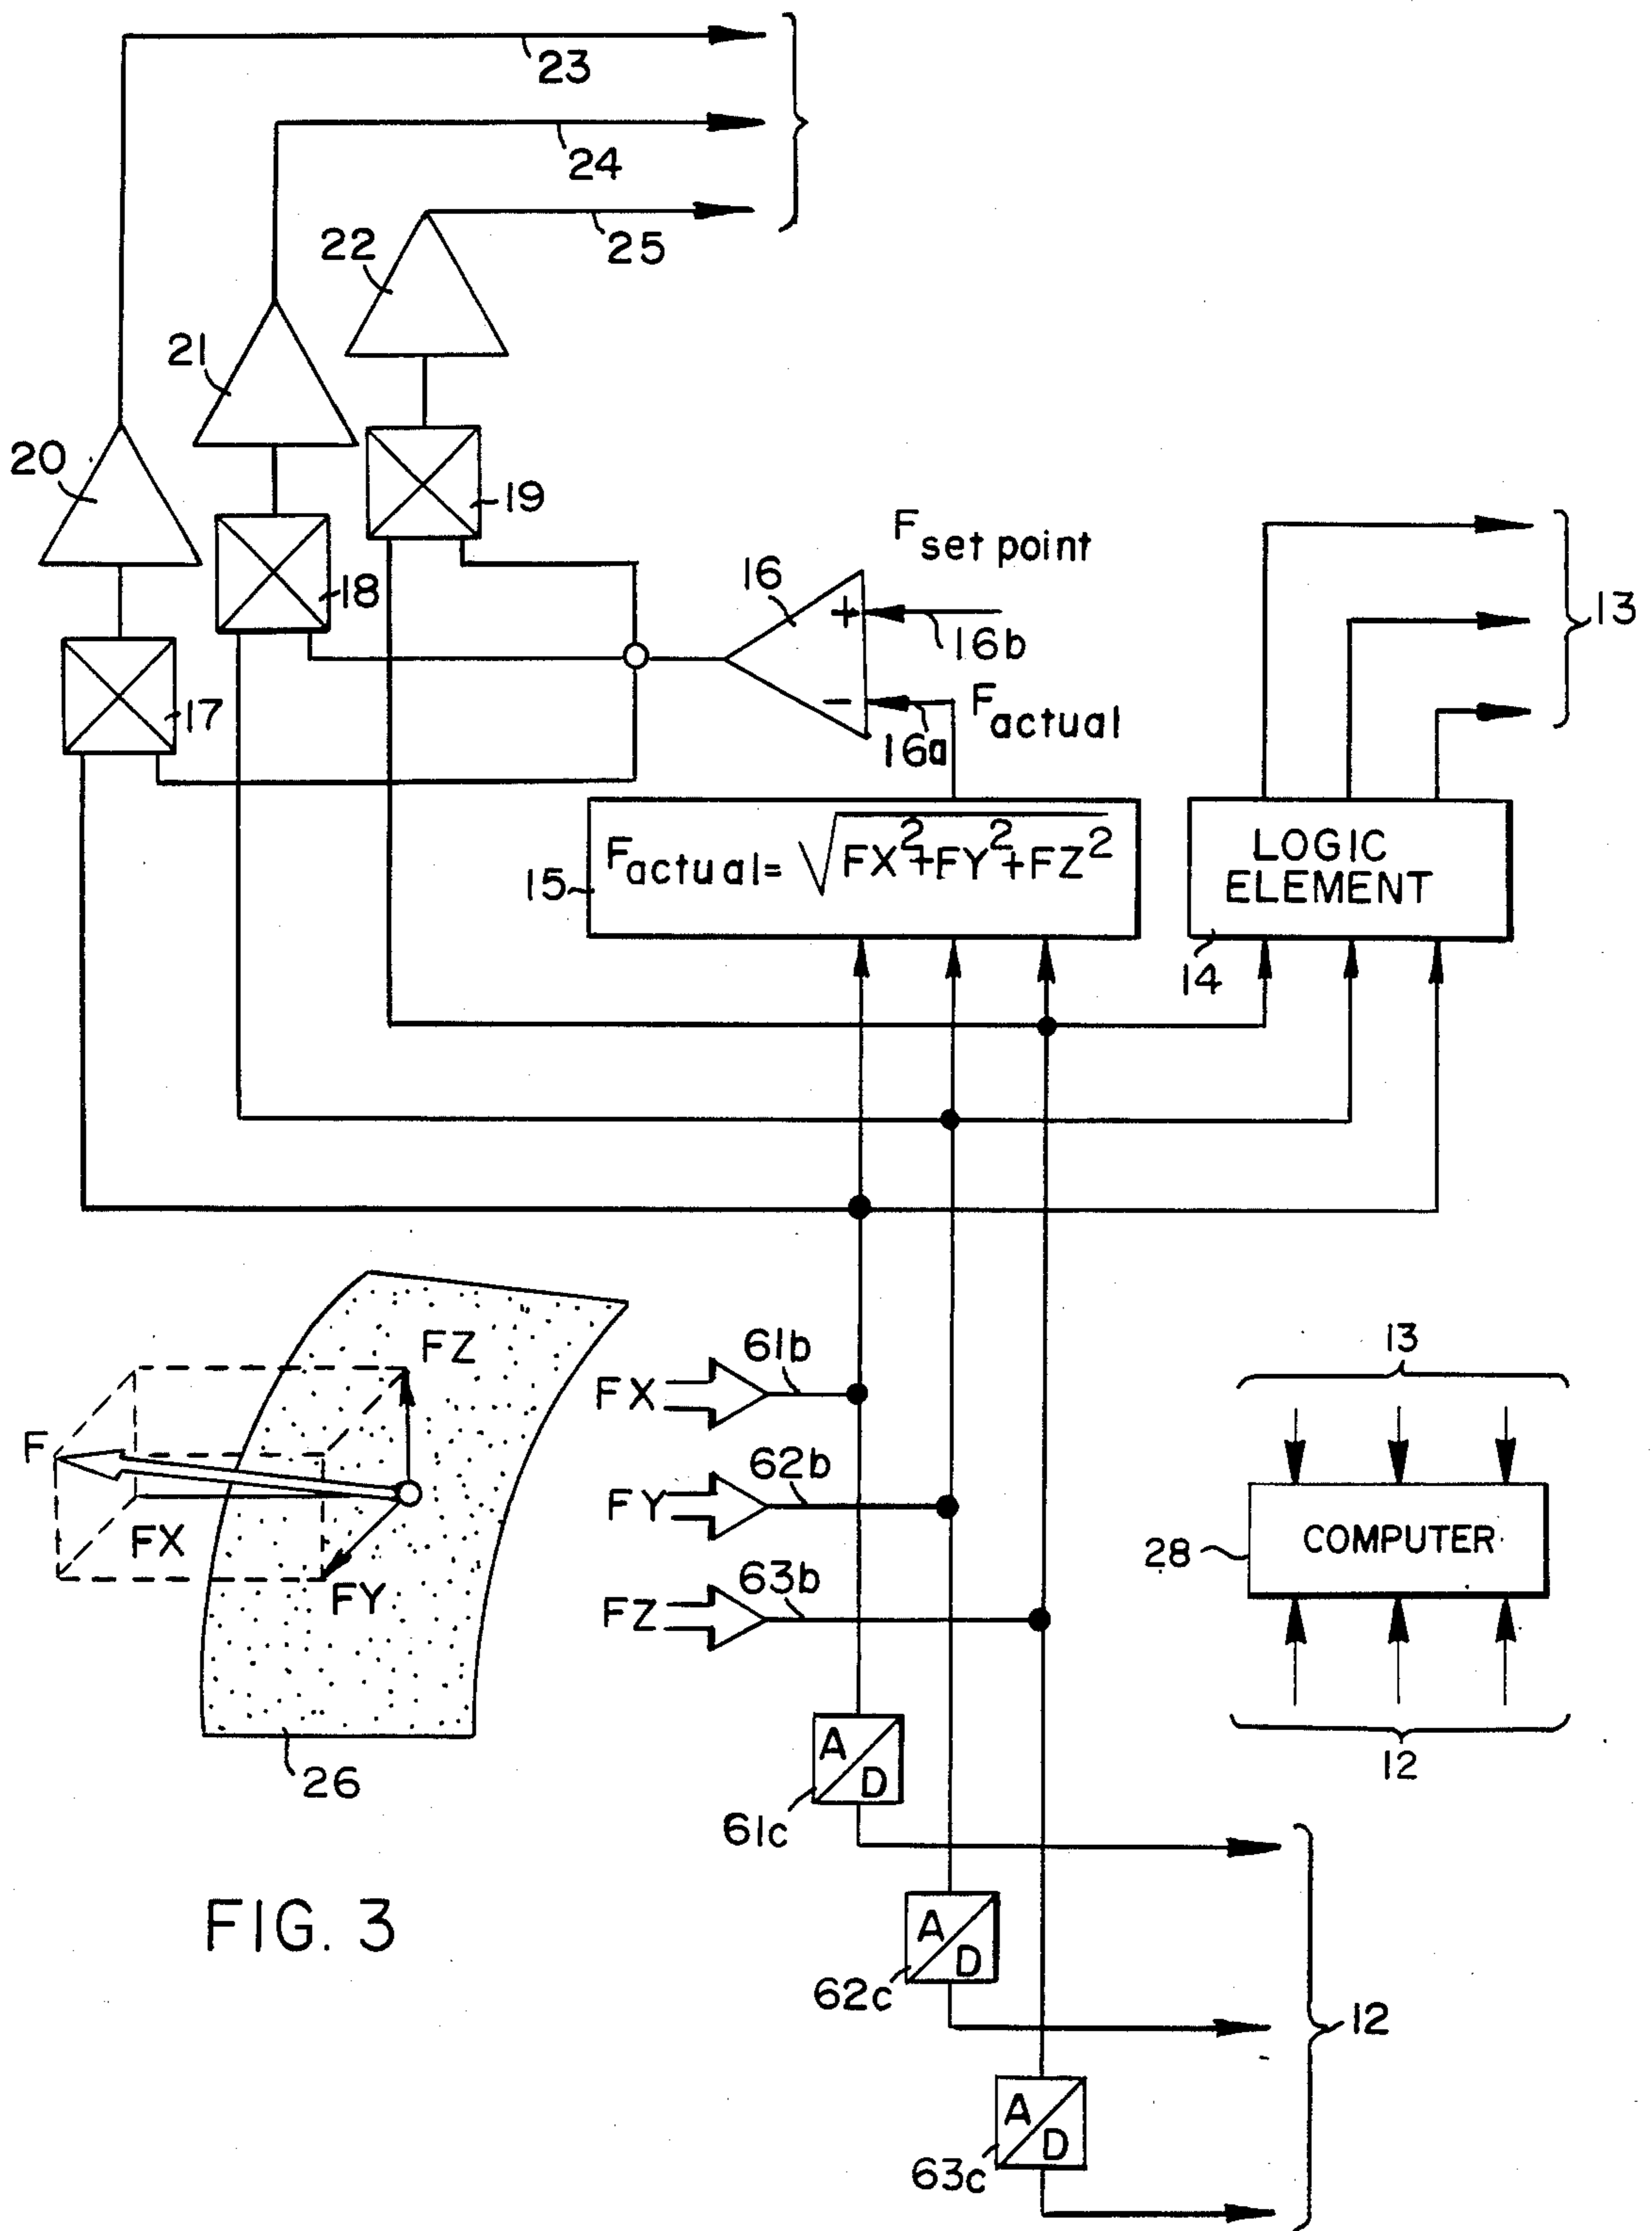 23
24
25
22
21
20
19
18
17
F set point
16
+
16b
−
F actual
16a
13
F actual = √FX²+FY²+FZ²
15
LOGIC
ELEMENT
14
FZ
F
FX
FY
26
61b
FX
62b
FY
63b
FZ
13
28
COMPUTER
12
A
D
61c
A
D
62c
12
A
D
63c
FIG. 3